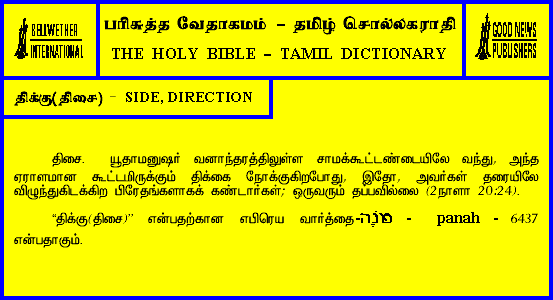 BELLWETHER
INTERNATIONAL
பரிசுத்த வேதாகமம் - தமிழ் சொல்லகராதி
THE HOLY BIBLE - TAMIL DICTIONARY
GOOD NEWS
PUBLISHERS
திக்கு(திசை) - SIDE, DIRECTION
திசை. யூதாமனுஷர் வனாந்தரத்திலுள்ள சாமக்கூட்டண்டையிலே வந்து, அந்த
ஏராளமான கூட்டமிருக்கும் திக்கை நோக்குகிறபோது, இதோ, அவர்கள் தரையிலே
விழுந்துகிடக்கிற பிரேதங்களாகக் கண்டார்கள்; ஒருவரும் தப்பவில்லை (2நாளா 20:24).
"திக்கு(திசை)" என்பதற்கான எபிரெய வார்த்தை- - panah - 6437
என்பதாகும்.